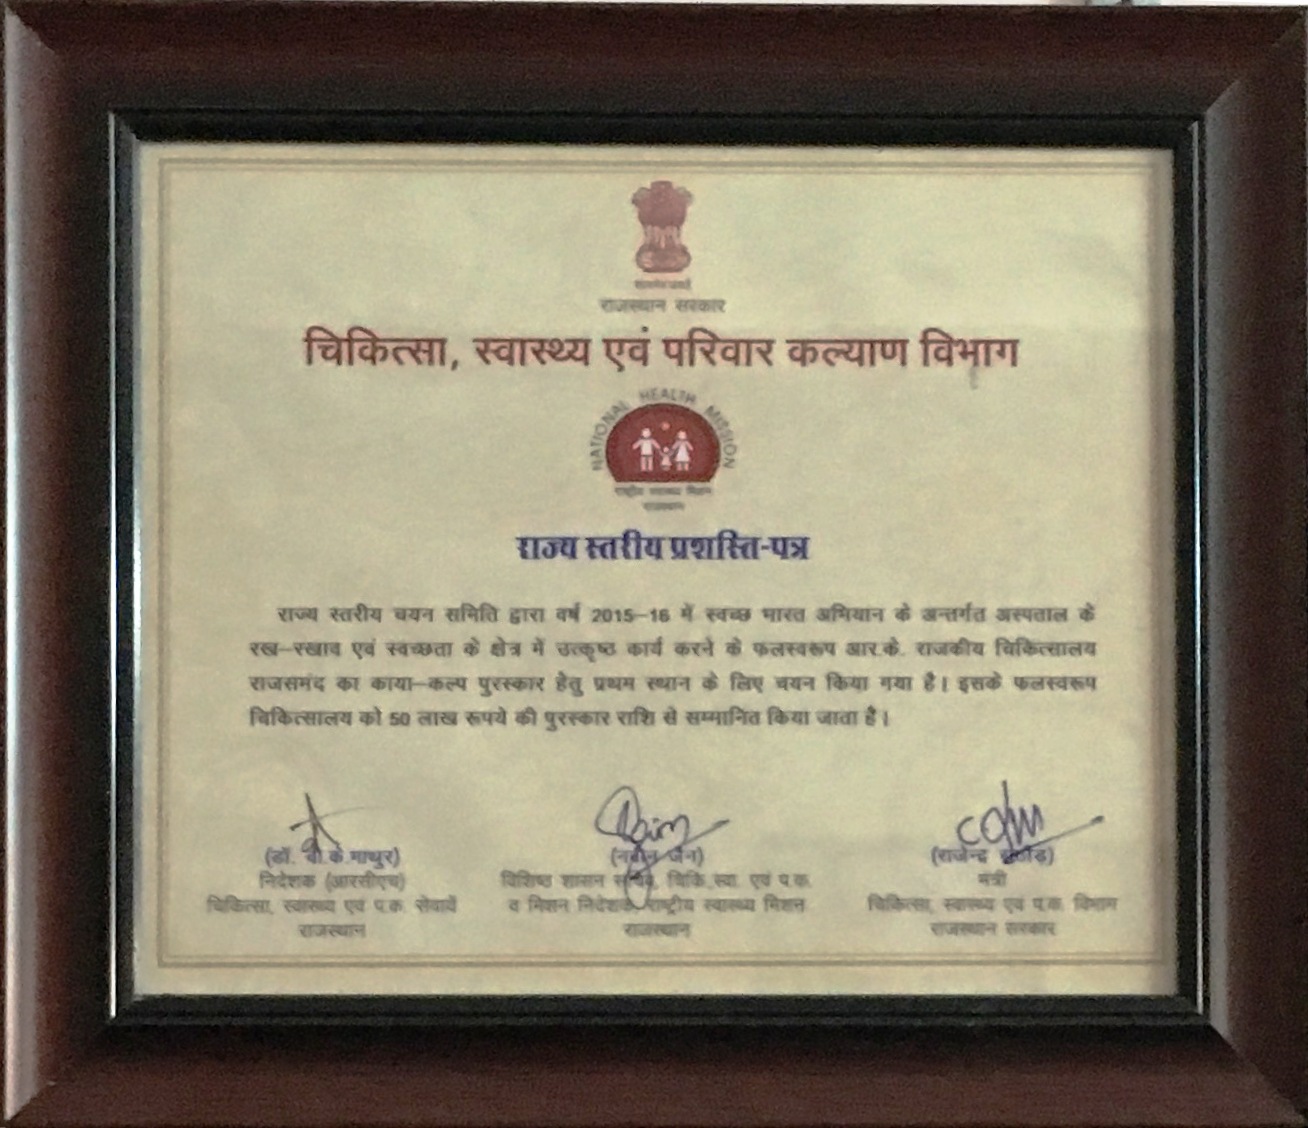 राजस्थान सरकार
चिकित्सा, स्वास्थ्य एवं परिवार कल्याण विभाग
NATIONAL HEALTH MISSION
राष्ट्रीय स्वास्थ्य मिशन
राजस्थान
राज्य स्तरीय प्रशस्ति-पत्र
राज्य स्तरीय चयन समिति द्वारा वर्ष 2015-16 में स्वच्छ भारत अभियान के अन्तर्गत अस्पताल के
रख-रखाव एवं स्वच्छता के क्षेत्र में उत्कृष्ठ कार्य करने के फलस्वरूप आर.के. राजकीय चिकित्सालय
राजसमंद का काया-कल्प पुरस्कार हेतु प्रथम स्थान के लिए चयन किया गया है। इसके फलस्वरूप
चिकित्सालय को 50 लाख रूपये की पुरस्कार राशि से सम्मानित किया जाता है।
(डॉ. वी.के.माथुर)
निदेशक (आरसीएच)
चिकित्सा, स्वास्थ्य एवं प.क. सेवायें
राजस्थान
(नवीन जैन)
विशिष्ठ शासन सचिव, चिकि.स्वा. एवं प.क.
व मिशन निदेशक, राष्ट्रीय स्वास्थ्य मिशन
राजस्थान
(राजेन्द्र राठौड़)
मंत्री
चिकित्सा, स्वास्थ्य एवं प.क. विभाग
राजस्थान सरकार